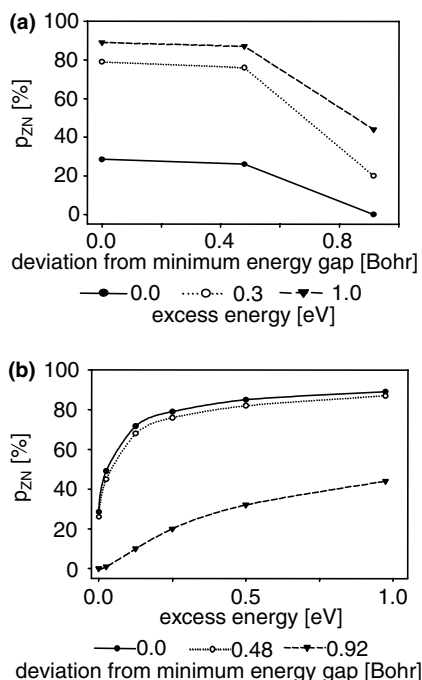 (a)
100
80
60
40
20
0
pZN [%]
0.0 0.4 0.8
deviation from minimum energy gap [Bohr]
0.0 0.3 1.0
excess energy [eV]
(b)
100
80
60
40
20
0
pZN [%]
0.0 0.5 1.0
excess energy [eV]
0.0 0.48 0.92
deviation from minimum energy gap [Bohr]